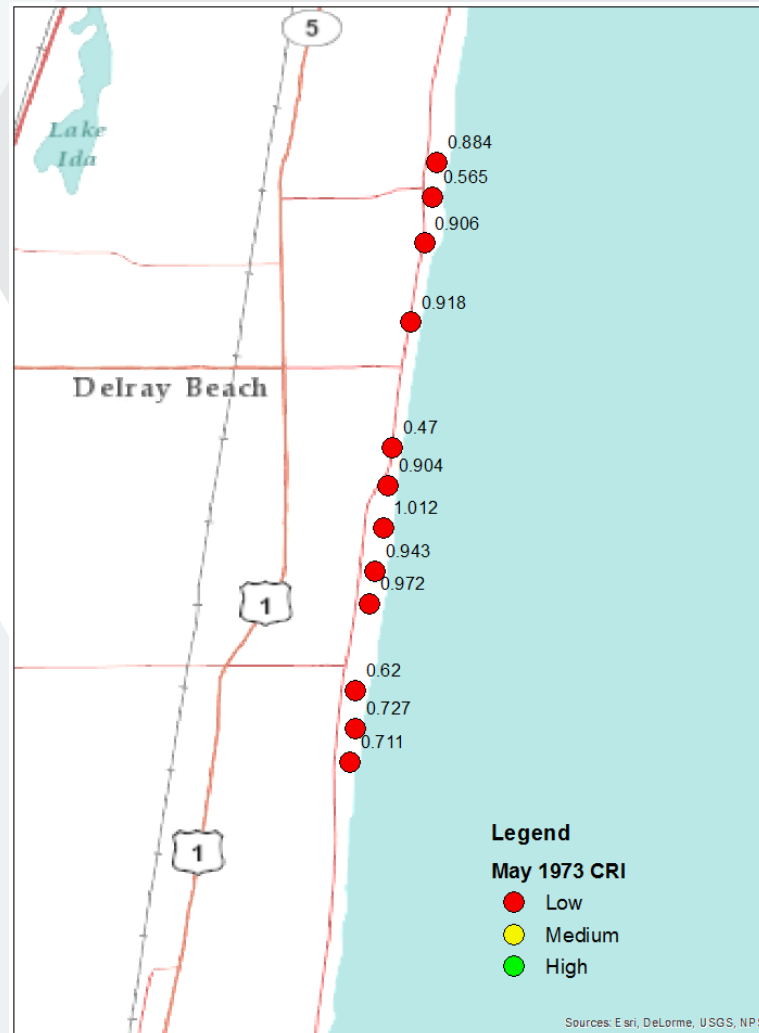 5
Lake
Ida
0.884
0.565
0.906
0.918
Delray Beach
0.47
0.904
1.012
0.943
0.972
1
0.62
0.727
0.711
1
Legend
May 1973 CRI
Low
Medium
High
Sources: Esri, DeLorme, USGS, NPS